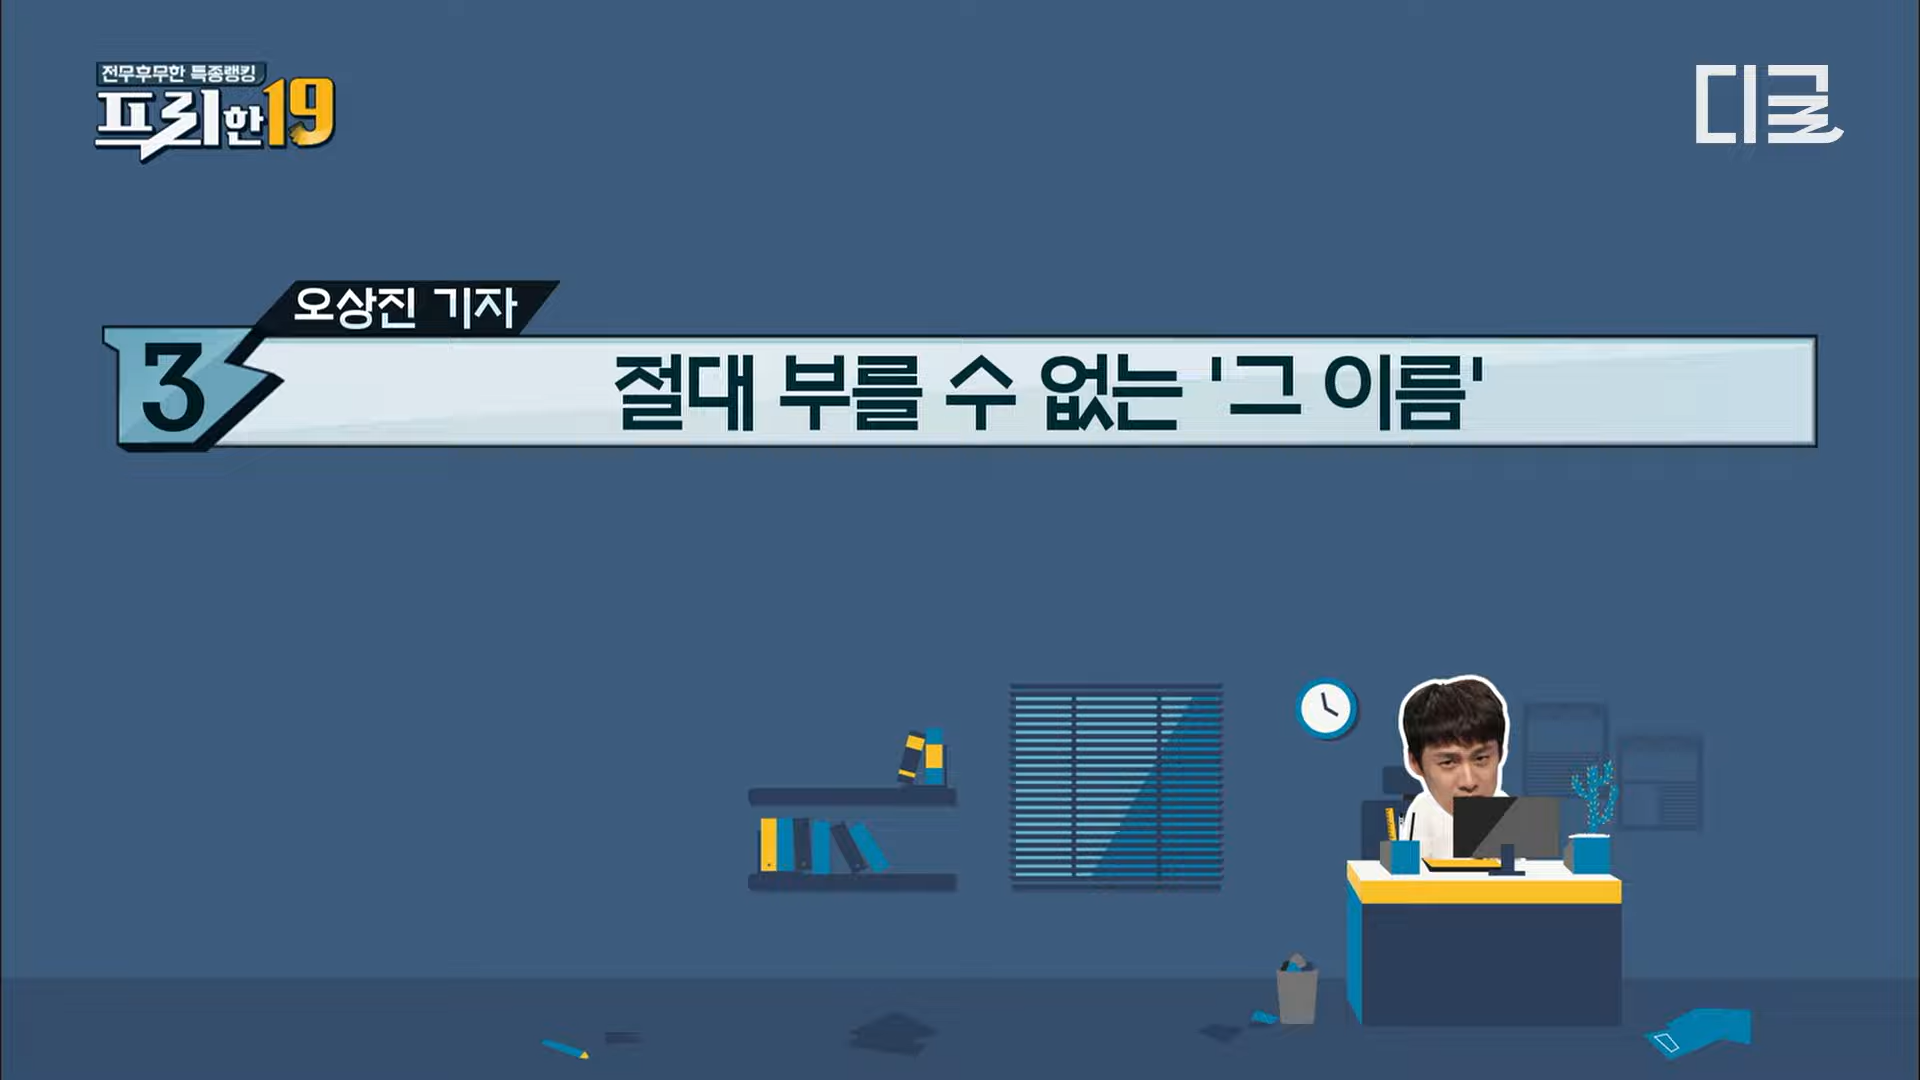 전무후무한 특종랭킹
프리한19
디글
오상진 기자
3
절대 부를 수 없는 '그 이름'